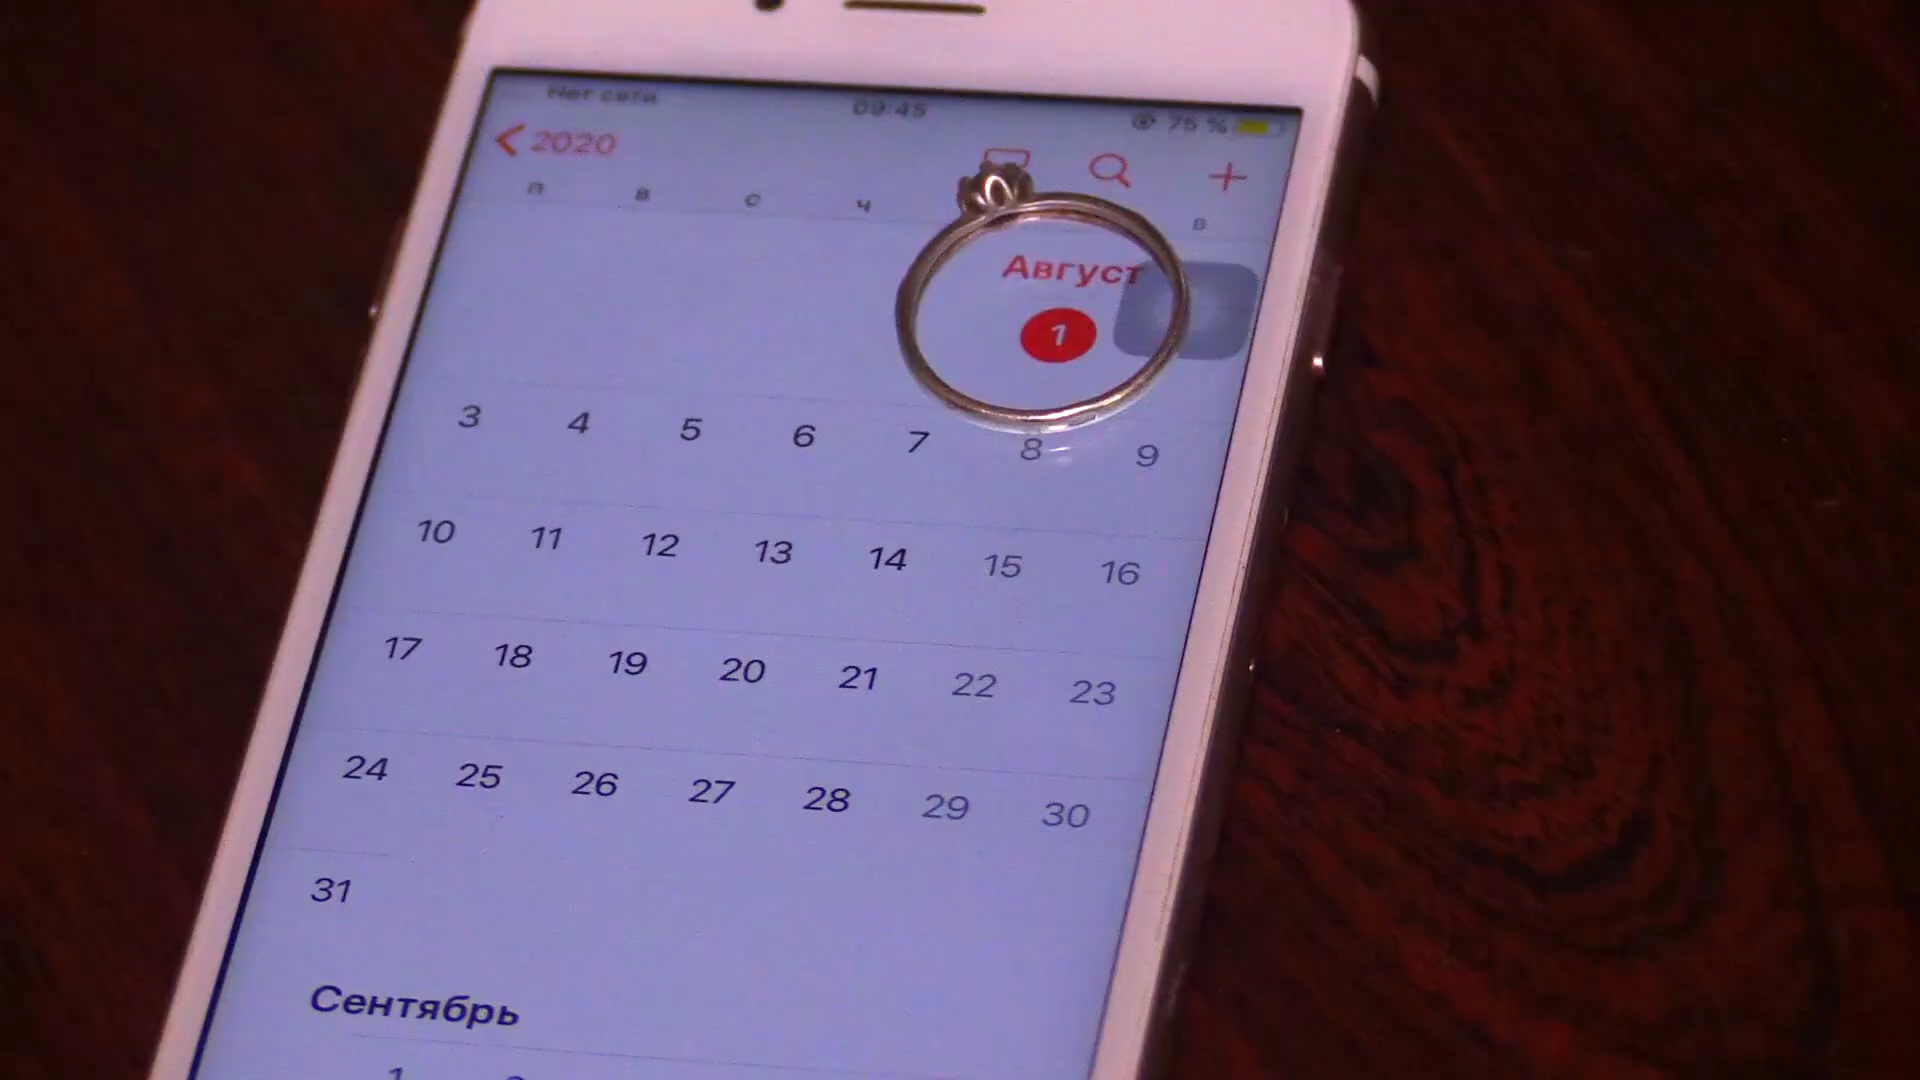 Нет сети 09:45 75 %
2020
п в с ч в
Август
1
3 4 5 6 7 8 9
10 11 12 13 14 15 16
17 18 19 20 21 22 23
24 25 26 27 28 29 30
31
Сентябрь
1